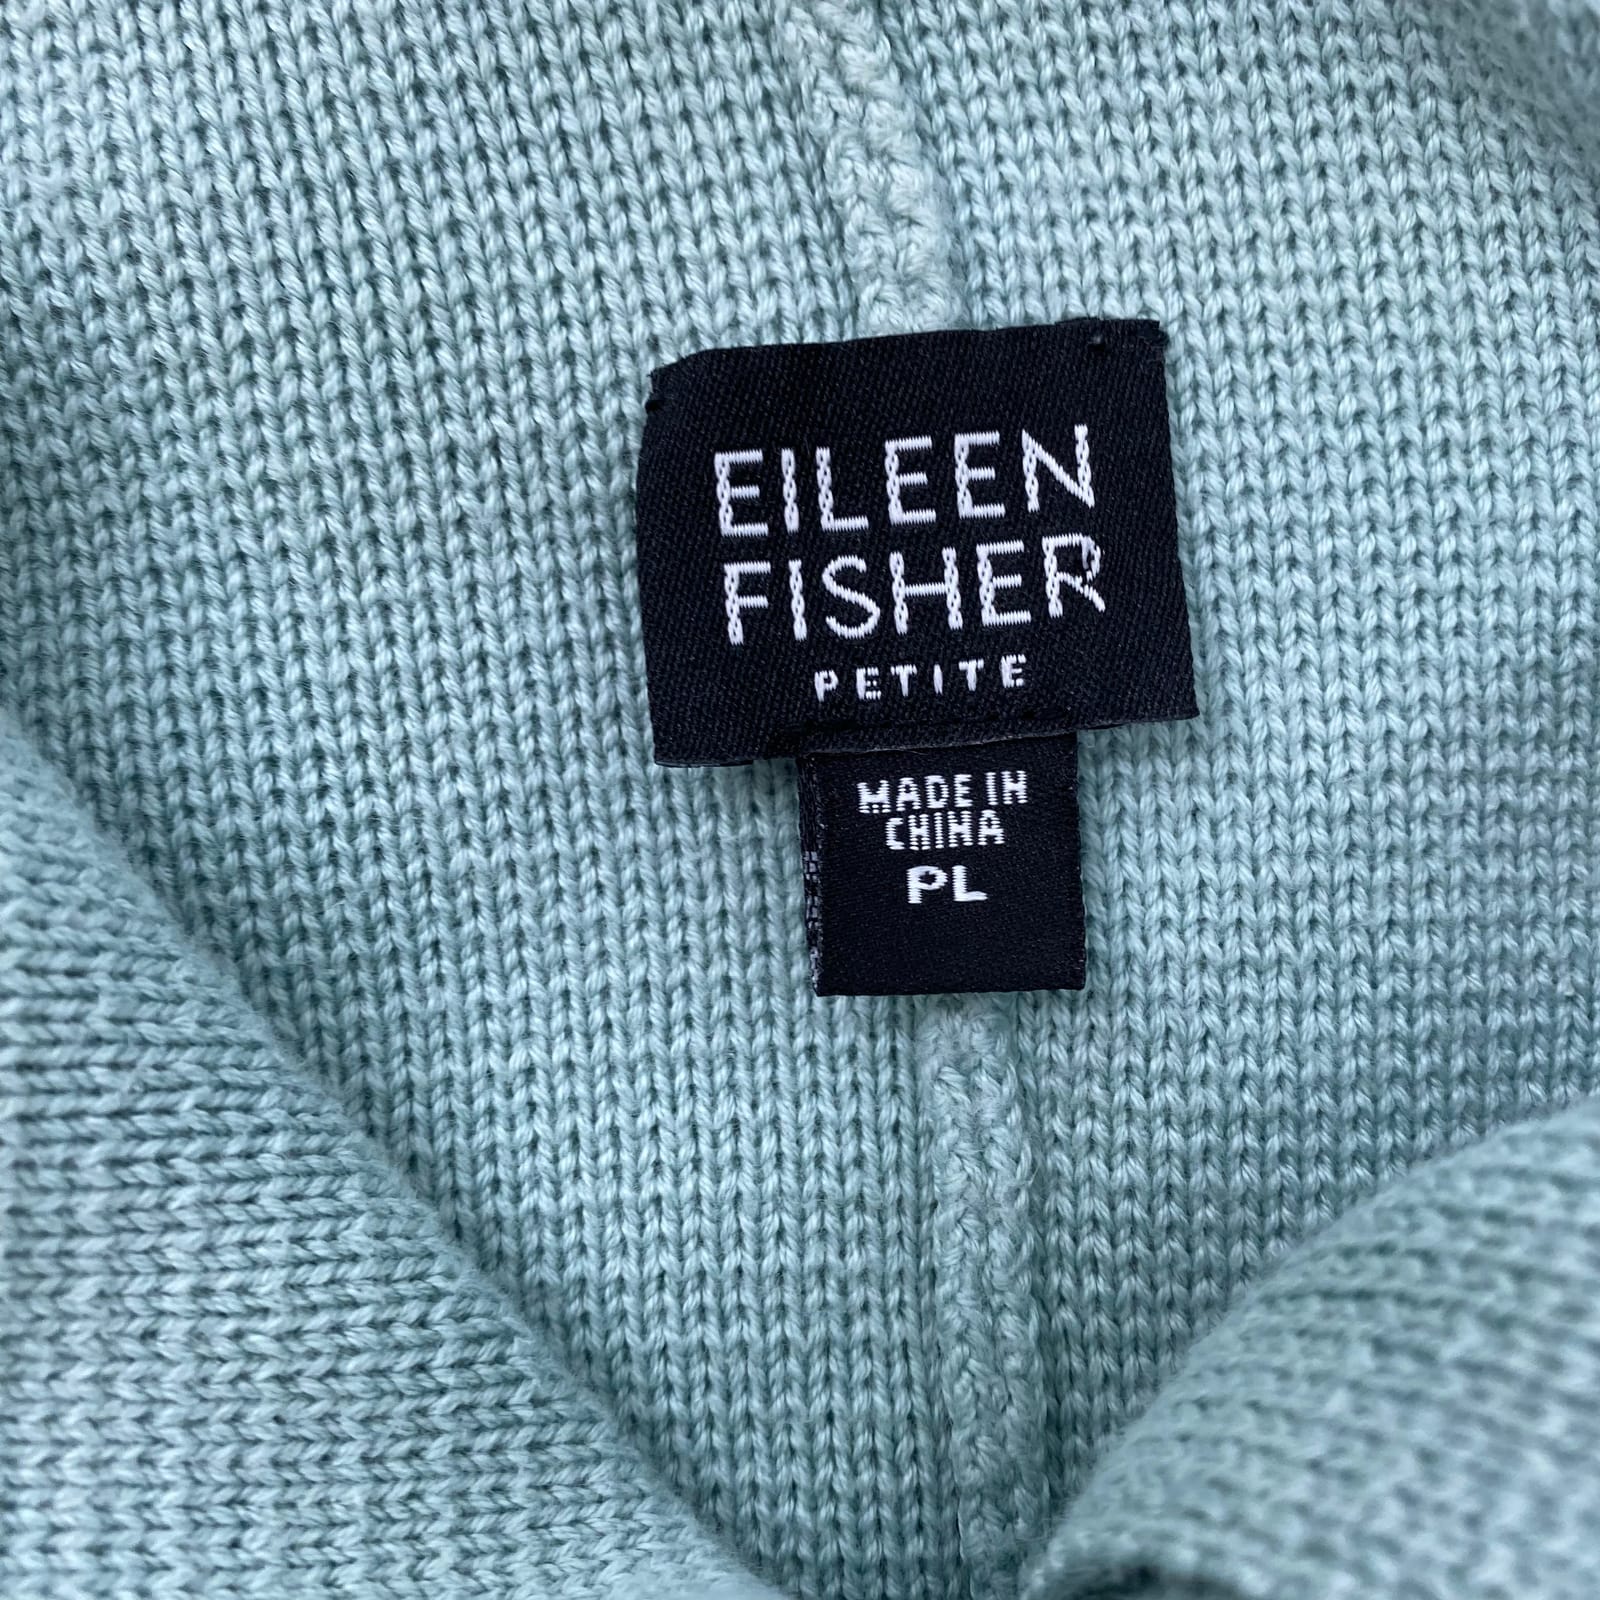 EILEEN
FISHER
PETITE
MADE IN
CHINA
PL